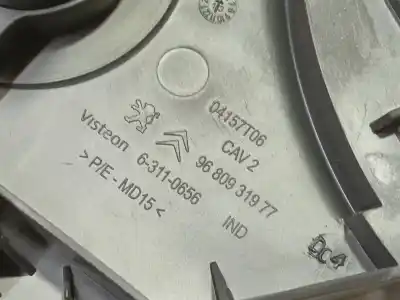 04157T06
CAV 2
96 809 319 77
IND
Visteon 6-311-0656
> P/E - MD15 <
Dc4